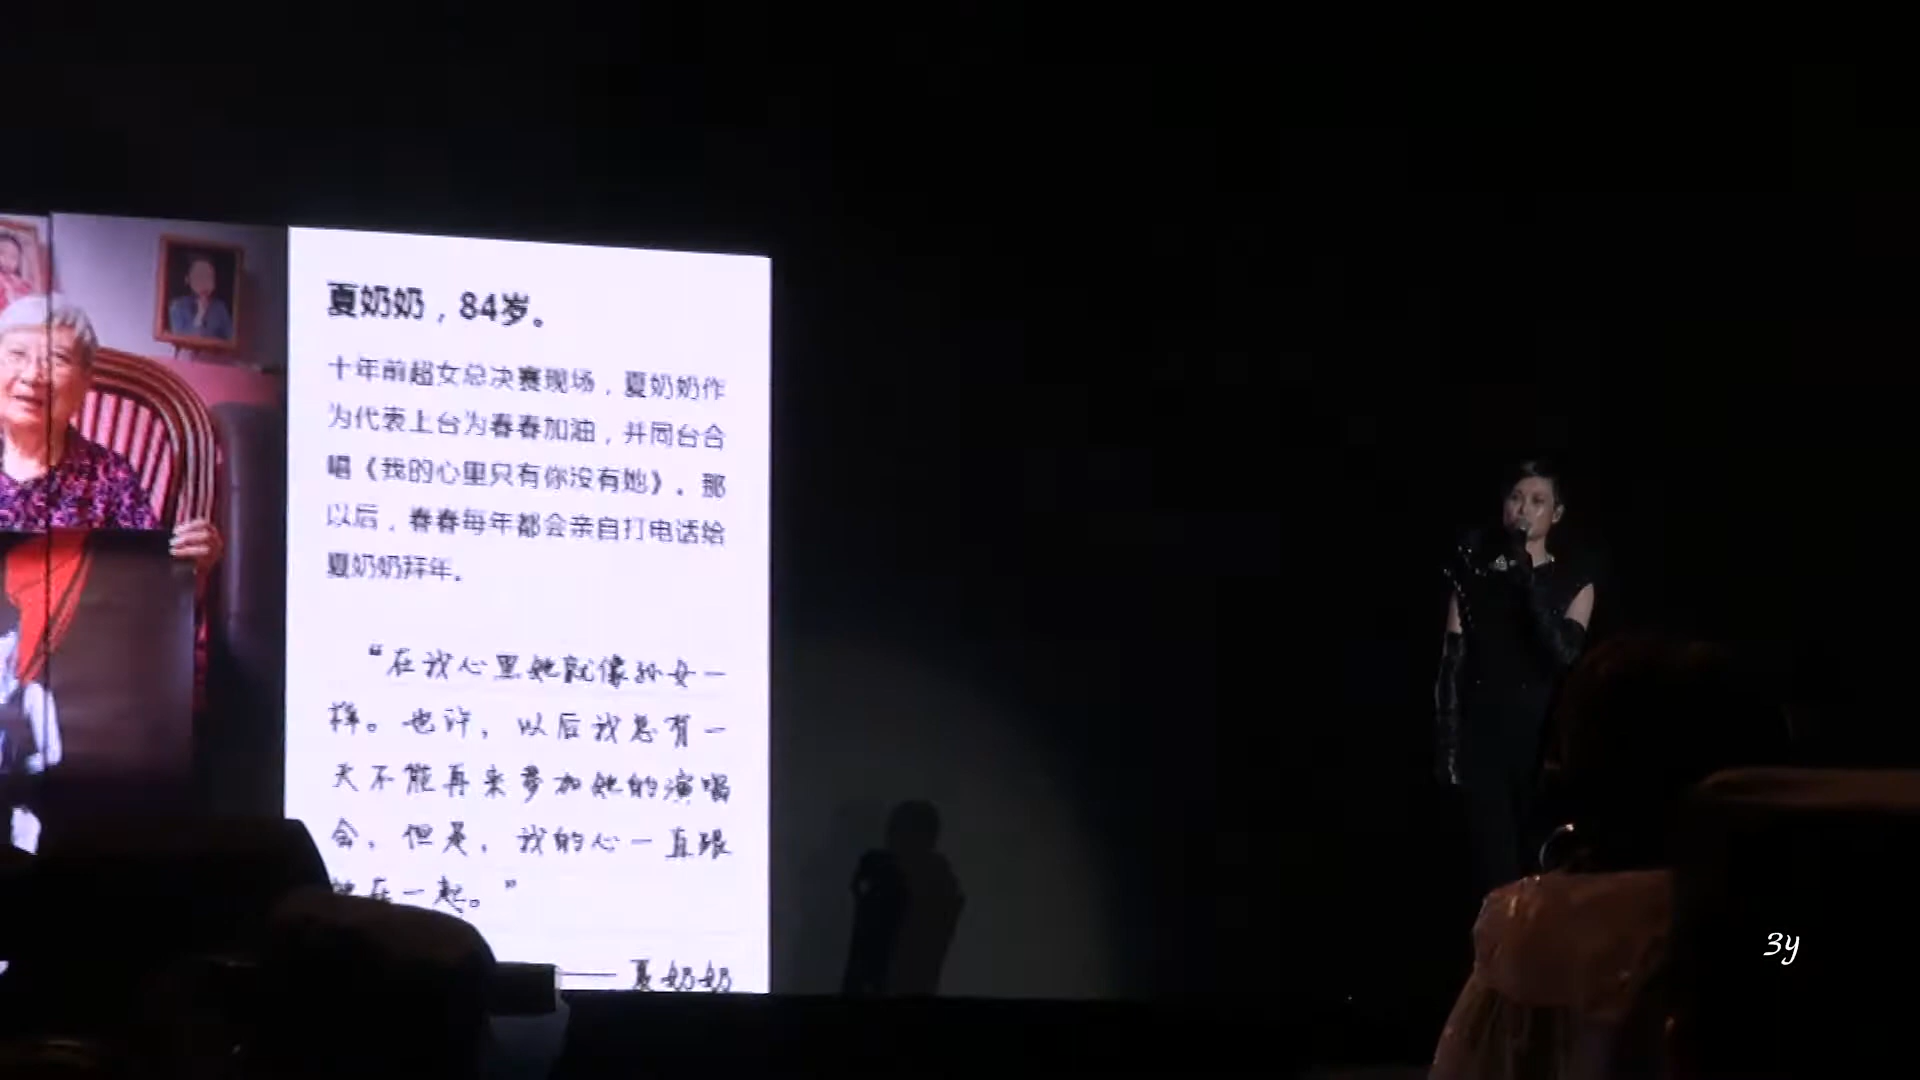 夏奶奶，84岁。
十年前超女总决赛现场，夏奶奶作
为代表上台为春春加油，并同台合
唱《我的心里只有你没有她》。那
以后，春春每年都会亲自打电话给
夏奶奶拜年。
“在我心里她就像孙女一
样。也许，以后我总有一
天不能再来参加她的演唱
会，但是，我的心一直跟
她在一起。”
——夏奶奶
3y